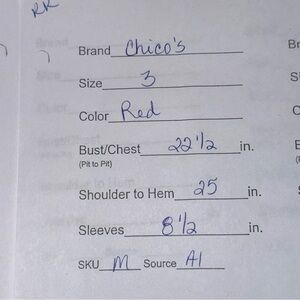 RK
Brand Chico's
Size 3
Color Red
Bust/Chest 22 1/2 in.
(Pit to Pit)
Shoulder to Hem 25 in.
Sleeves 8 1/2 in.
SKU M Source A1